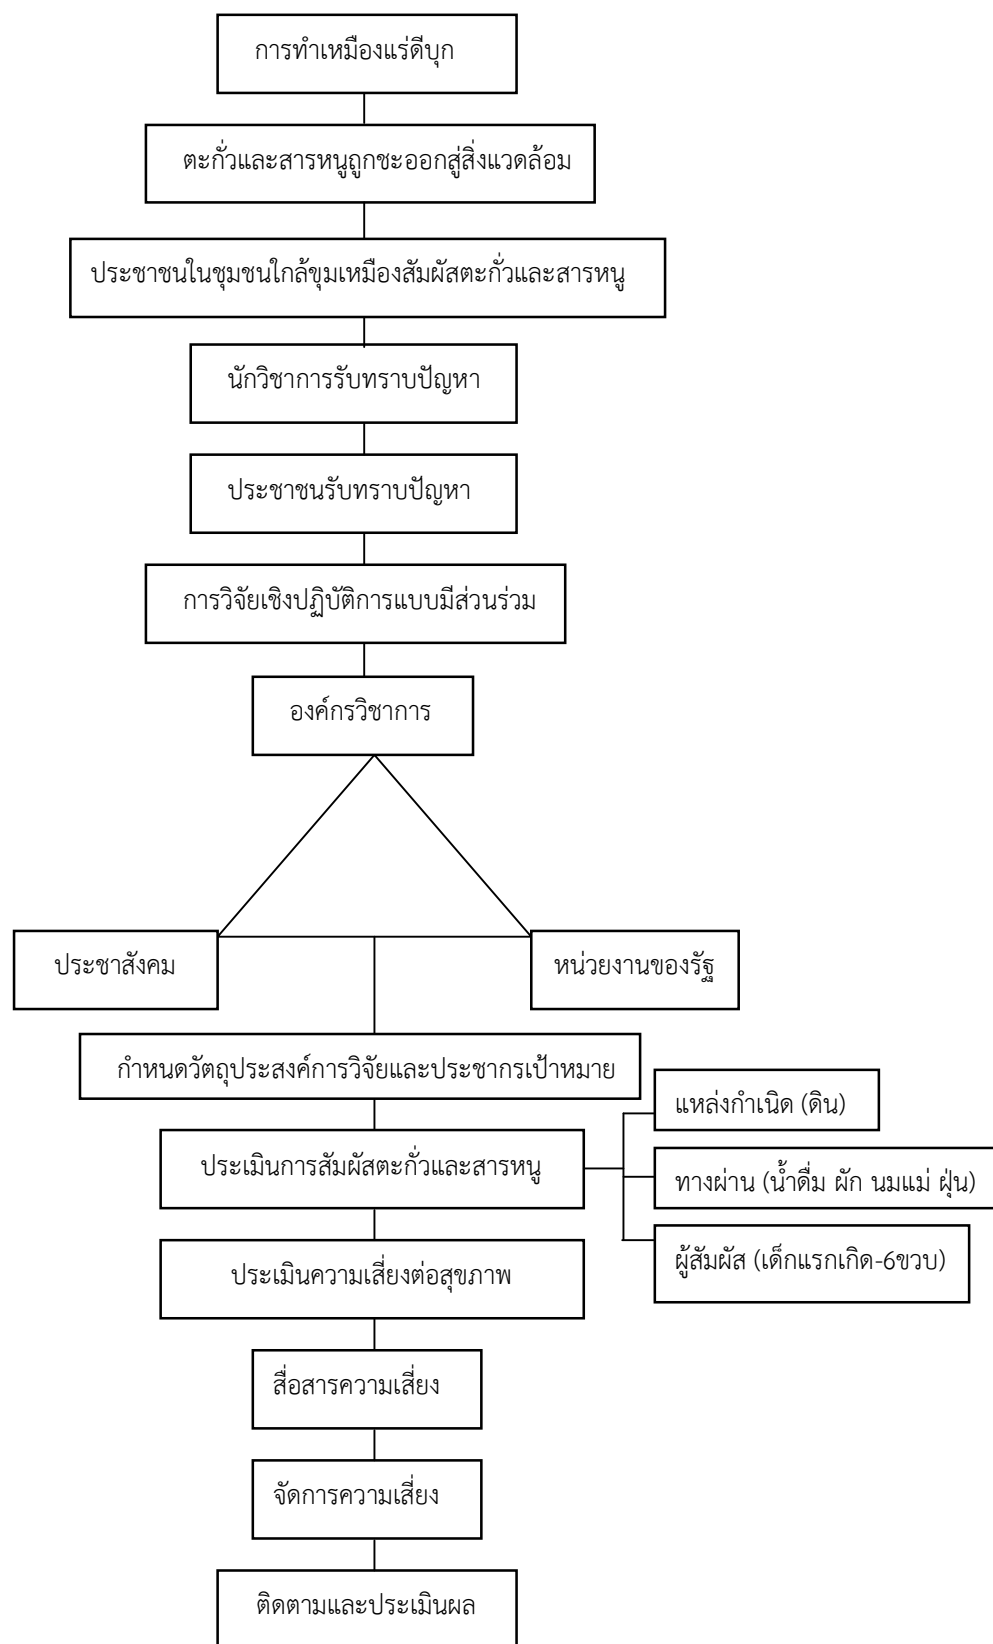 การทำเหมืองแร่ดีบุก
ตะกั่วและสารหนูถูกชะออกสู่สิ่งแวดล้อม
ประชาชนในชุมชนใกล้ขุมเหมืองสัมผัสตะกั่วและสารหนู
นักวิชาการรับทราบปัญหา
ประชาชนรับทราบปัญหา
การวิจัยเชิงปฏิบัติการแบบมีส่วนร่วม
องค์กรวิชาการ
ประชาสังคม
หน่วยงานของรัฐ
กำหนดวัตถุประสงค์การวิจัยและประชากรเป้าหมาย
ประเมินการสัมผัสตะกั่วและสารหนู
แหล่งกำเนิด (ดิน)
ทางผ่าน (น้ำดื่ม ผัก นมแม่ ฝุ่น)
ผู้สัมผัส (เด็กแรกเกิด-6ขวบ)
ประเมินความเสี่ยงต่อสุขภาพ
สื่อสารความเสี่ยง
จัดการความเสี่ยง
ติดตามและประเมินผล